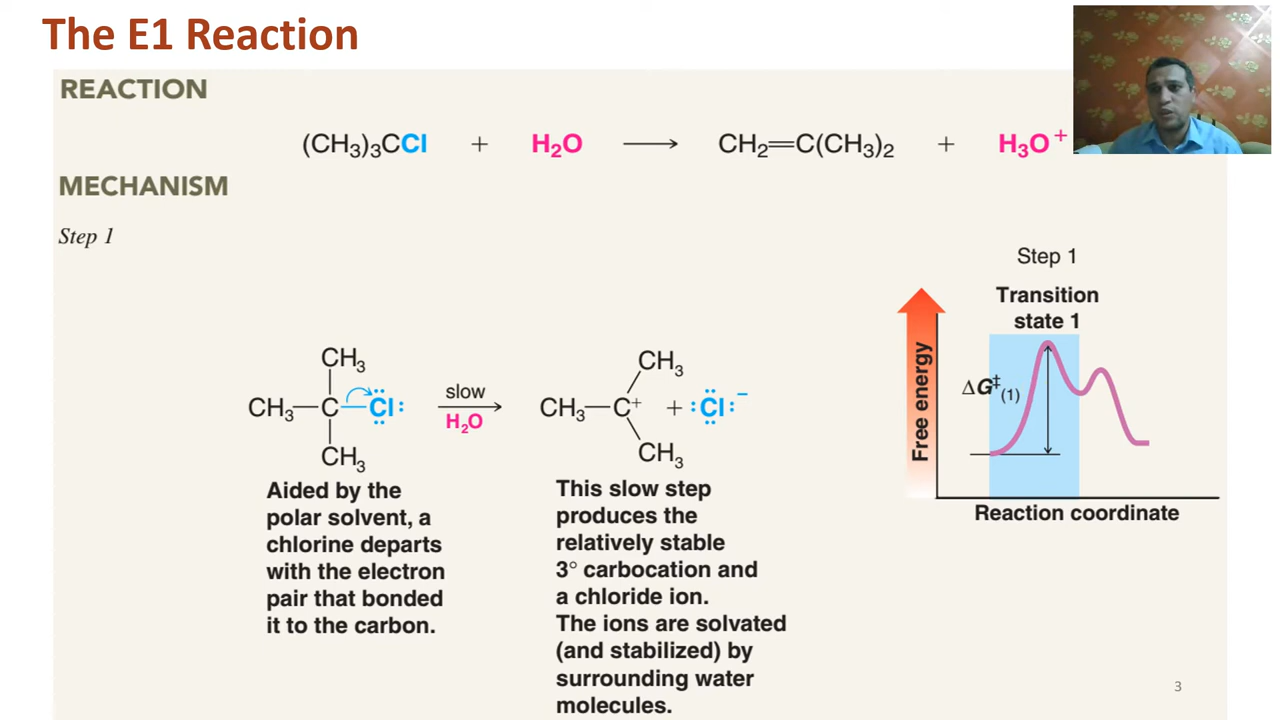 The E1 Reaction
REACTION
(CH₃)₃CCl + H₂O ⟶ CH₂=C(CH₃)₂ + H₃O⁺
MECHANISM
Step 1
CH₃
CH₃—C—Cl:
CH₃
slow
H₂O
CH₃
CH₃—C⁺ + :Cl:⁻
CH₃
Aided by the
polar solvent, a
chlorine departs
with the electron
pair that bonded
it to the carbon.
This slow step
produces the
relatively stable
3° carbocation and
a chloride ion.
The ions are solvated
(and stabilized) by
surrounding water
molecules.
Step 1
Transition
state 1
ΔG‡(1)
Free energy
Reaction coordinate
3